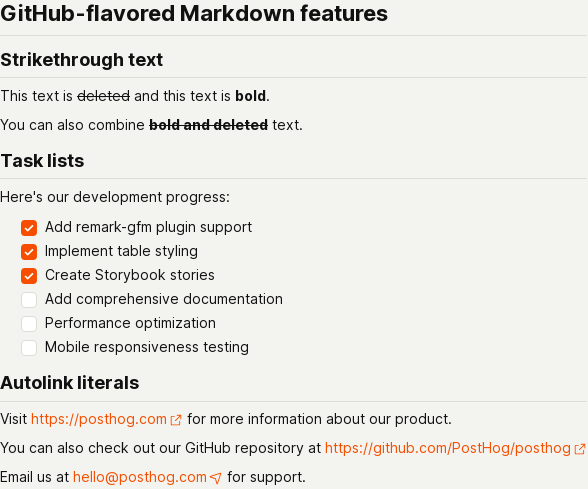 GitHub-flavored Markdown features
Strikethrough text
This text is deleted and this text is bold.
You can also combine bold and deleted text.
Task lists
Here's our development progress:
Add remark-gfm plugin support
Implement table styling
Create Storybook stories
Add comprehensive documentation
Performance optimization
Mobile responsiveness testing
Autolink literals
Visit https://posthog.com for more information about our product.
You can also check out our GitHub repository at https://github.com/PostHog/posthog
Email us at hello@posthog.com for support.